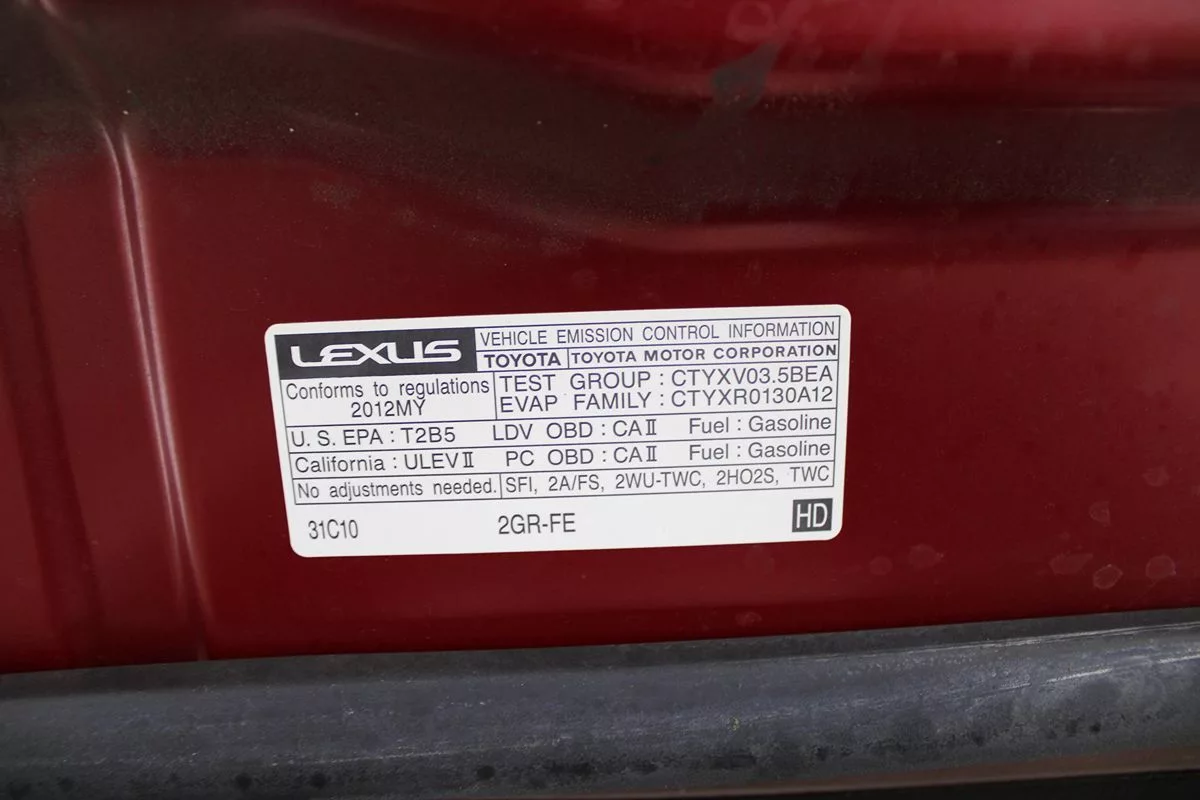 LEXUS
VEHICLE EMISSION CONTROL INFORMATION
TOYOTA TOYOTA MOTOR CORPORATION
Conforms to regulations
2012MY
TEST GROUP : CTYXV03.5BEA
EVAP FAMILY : CTYXR0130A12
U. S. EPA : T2B5 LDV OBD : CAⅡ Fuel : Gasoline
California : ULEVⅡ PC OBD : CAⅡ Fuel : Gasoline
No adjustments needed. SFI, 2A/FS, 2WU-TWC, 2HO2S, TWC
31C10 2GR-FE HD